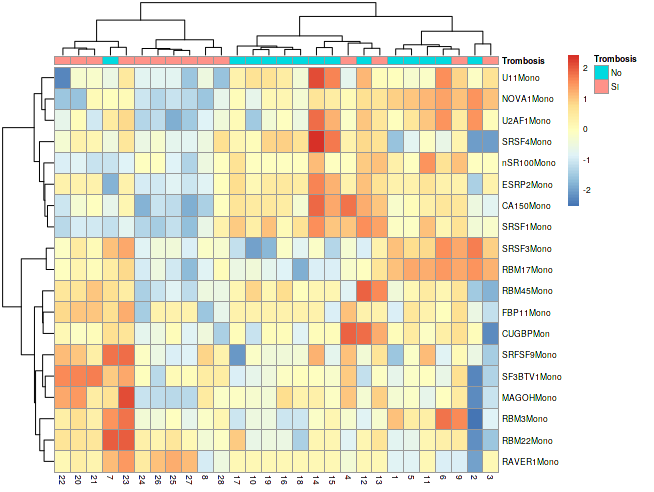 Trombosis
U11Mono
NOVA1Mono
U2AF1Mono
SRSF4Mono
nSR100Mono
ESRP2Mono
CA150Mono
SRSF1Mono
SRSF3Mono
RBM17Mono
RBM45Mono
FBP11Mono
CUGBPMon
SRFSF9Mono
SF3BTV1Mono
MAGOHMono
RBM3Mono
RBM22Mono
RAVER1Mono
22 20 21 7 23 24 26 25 27 8 28 17 10 19 16 18 14 15 4 12 13 1 5 11 6 9 2 3
2
1
0
-1
-2
Trombosis
No
SI